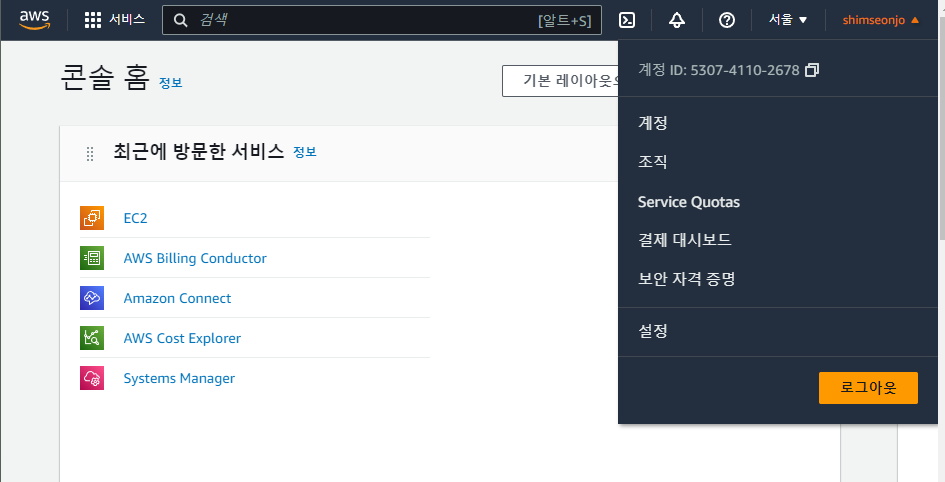 aws 서비스 검색 [알트+S] 서울 shimseonjo
계정 ID: 5307-4110-2678
콘솔 홈 정보
기본 레이아웃으
계정
최근에 방문한 서비스 정보
조직
Service Quotas
EC2
결제 대시보드
AWS Billing Conductor
보안 자격 증명
Amazon Connect
설정
AWS Cost Explorer
Systems Manager
로그아웃